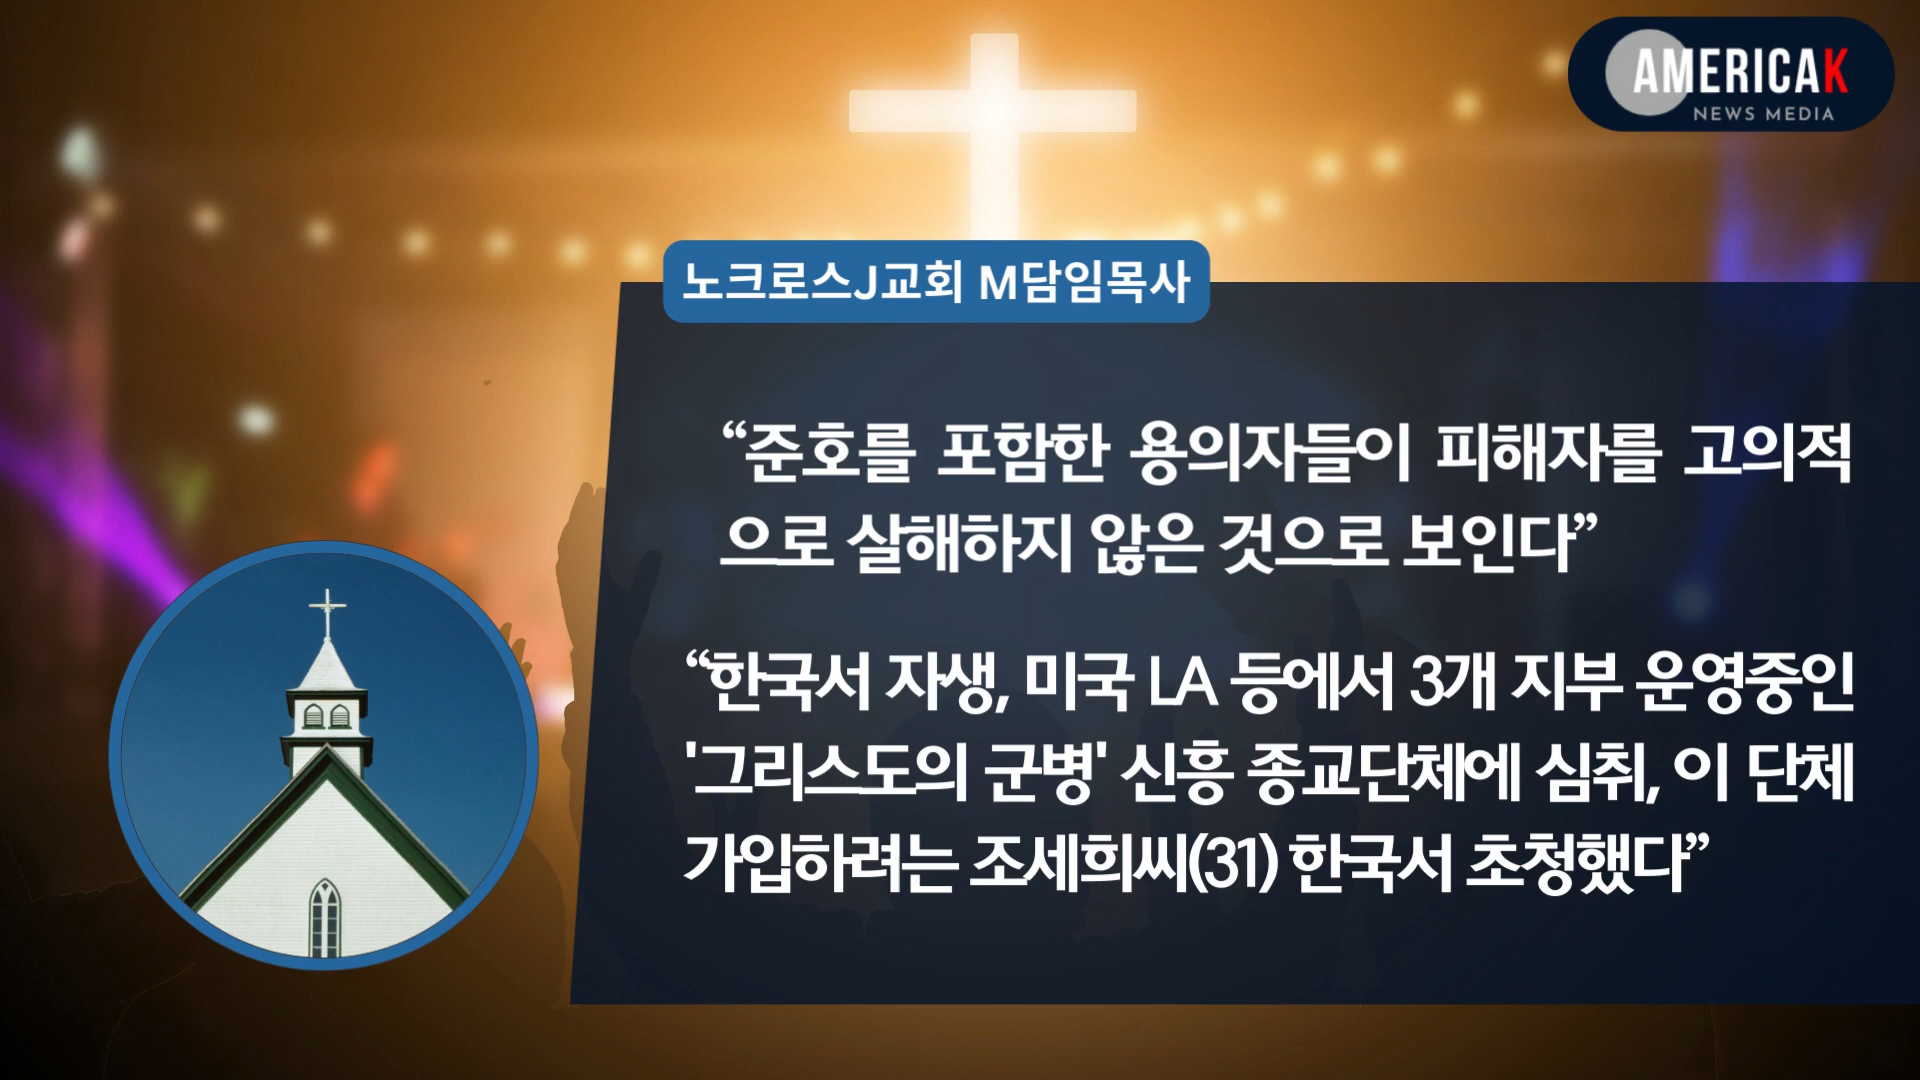 AMERICAK
NEWS MEDIA
노크로스J교회 M담임목사
“준호를 포함한 용의자들이 피해자를 고의적
으로 살해하지 않은 것으로 보인다”
“한국서 자생, 미국 LA 등에서 3개 지부 운영중인
'그리스도의 군병' 신흥 종교단체에 심취, 이 단체
가입하려는 조세희씨(31) 한국서 초청했다”